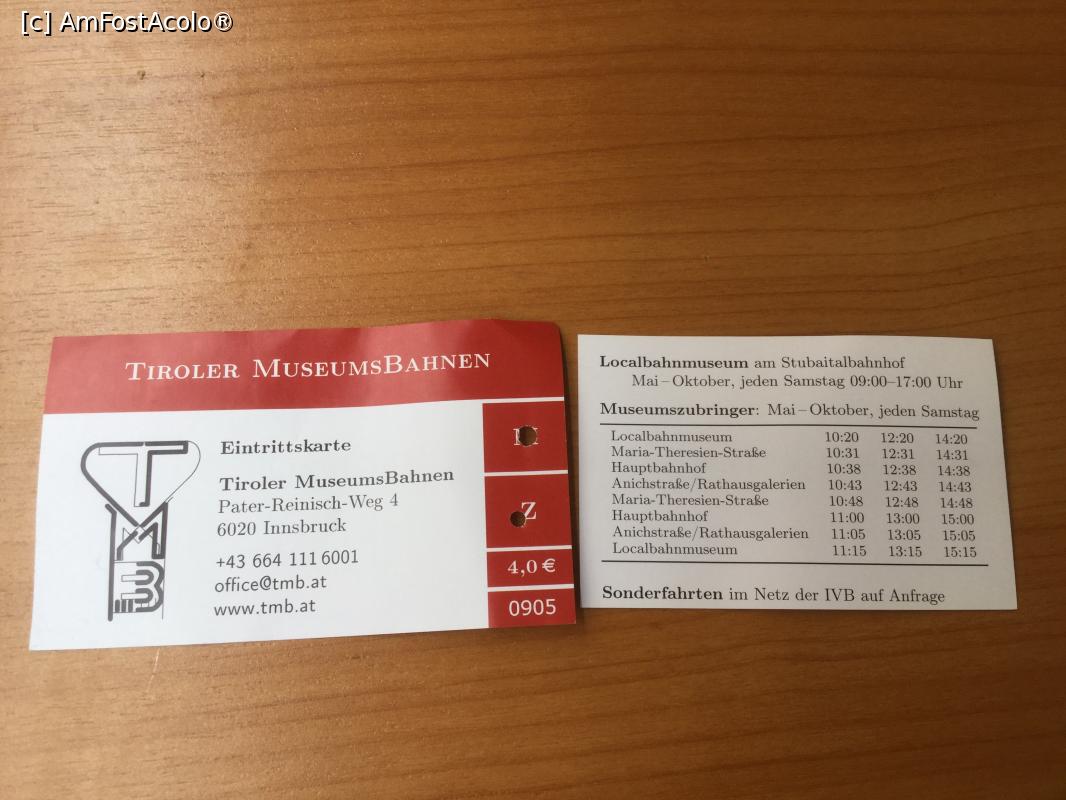 [c] AmFostAcolo®
TIROLER MUSEUMSBAHNEN
Eintrittskarte
Tiroler MuseumsBahnen
Pater-Reinisch-Weg 4
6020 Innsbruck
+43 664 111 6001
office@tmb.at
www.tmb.at
TMB
Z
4,0 €
0905
Localbahnmuseum am Stubaitalbahnhof
Mai – Oktober, jeden Samstag 09:00–17:00 Uhr
Museumszubringer: Mai – Oktober, jeden Samstag
Localbahnmuseum 10:20 12:20 14:20
Maria-Theresien-Straße 10:31 12:31 14:31
Hauptbahnhof 10:38 12:38 14:38
Anichstraße/Rathausgalerien 10:43 12:43 14:43
Maria-Theresien-Straße 10:48 12:48 14:48
Hauptbahnhof 11:00 13:00 15:00
Anichstraße/Rathausgalerien 11:05 13:05 15:05
Localbahnmuseum 11:15 13:15 15:15
Sonderfahrten im Netz der IVB auf Anfrage